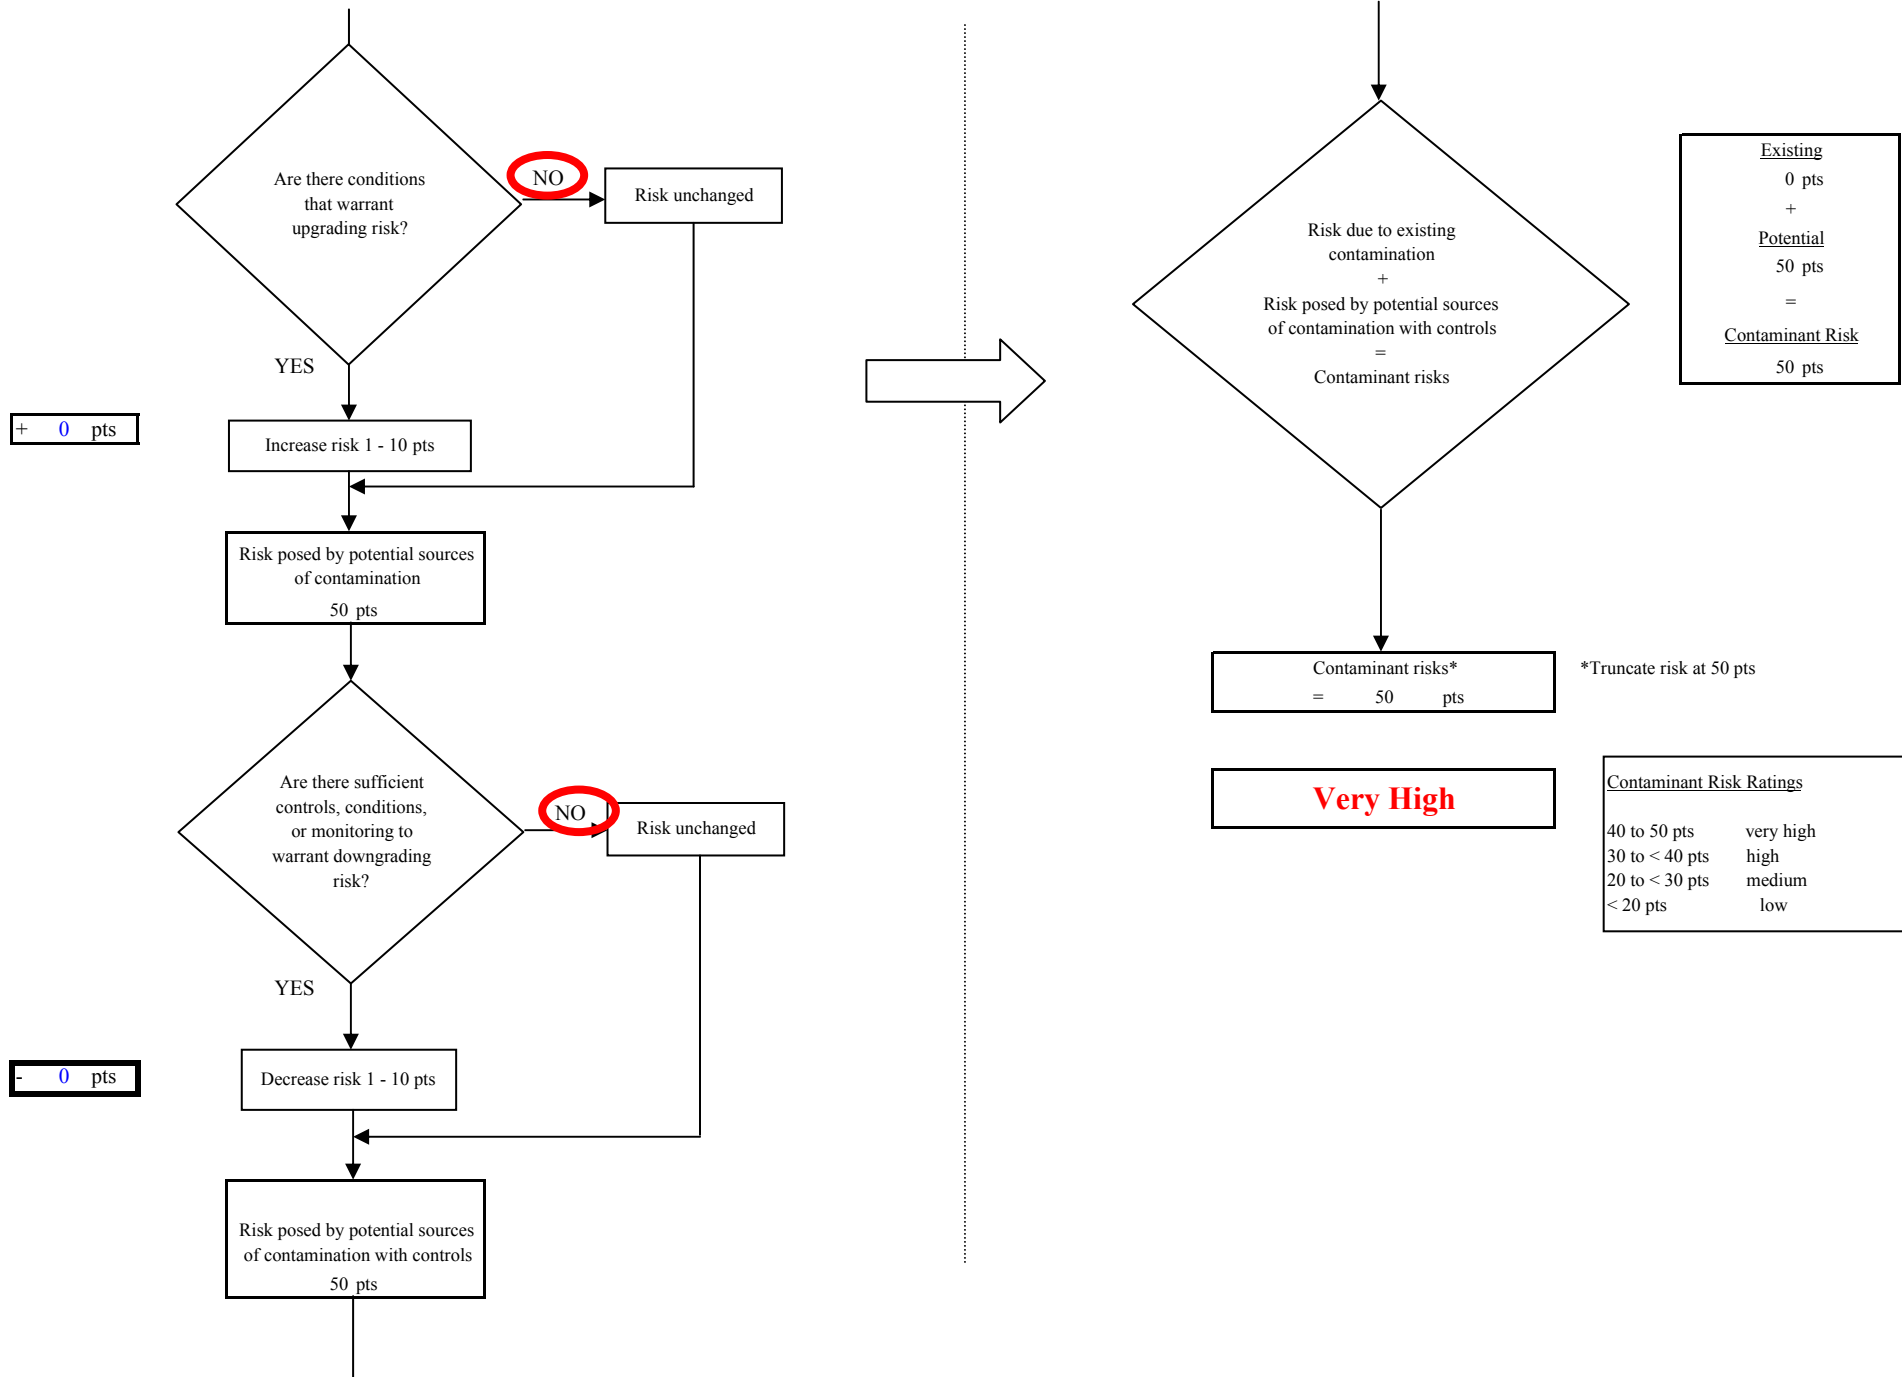 Are there conditions
that warrant
upgrading risk?
NO
Risk unchanged
YES
+ 0 pts
Increase risk 1 - 10 pts
Risk posed by potential sources
of contamination
50 pts
Are there sufficient
controls, conditions,
or monitoring to
warrant downgrading
risk?
NO
Risk unchanged
YES
- 0 pts
Decrease risk 1 - 10 pts
Risk posed by potential sources
of contamination with controls
50 pts
Risk due to existing
contamination
+
Risk posed by potential sources
of contamination with controls
=
Contaminant risks
Existing
0 pts
+
Potential
50 pts
=
Contaminant Risk
50 pts
Contaminant risks*
= 50 pts
*Truncate risk at 50 pts
Very High
Contaminant Risk Ratings
40 to 50 pts very high
30 to < 40 pts high
20 to < 30 pts medium
< 20 pts low